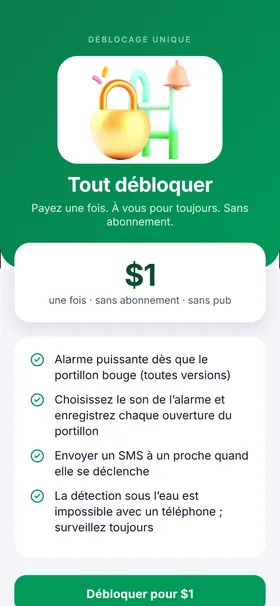 DÉBLOCAGE UNIQUE
Tout débloquer
Payez une fois. À vous pour toujours. Sans
abonnement.
$1
une fois · sans abonnement · sans pub
Alarme puissante dès que le
portillon bouge (toutes versions)
Choisissez le son de l’alarme et
enregistrez chaque ouverture du
portillon
Envoyer un SMS à un proche quand
elle se déclenche
La détection sous l’eau est
impossible avec un téléphone ;
surveillez toujours
Débloquer pour $1